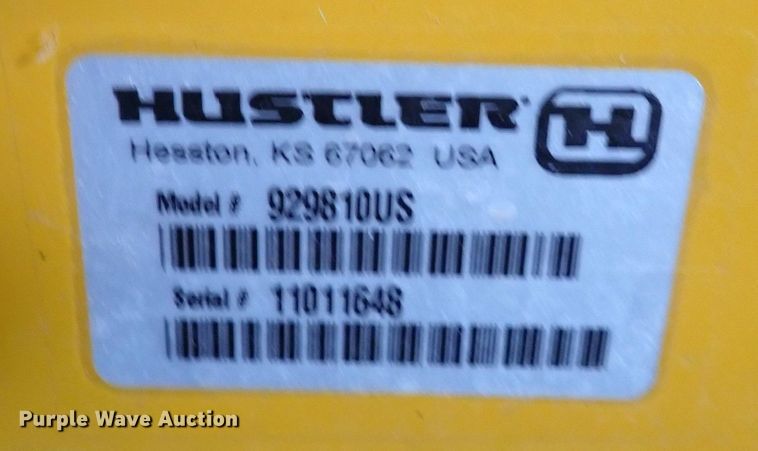 HUSTLER
H
Hesston, KS 67062 USA
Model # 929810US
Serial # 11011648
Purple Wave Auction